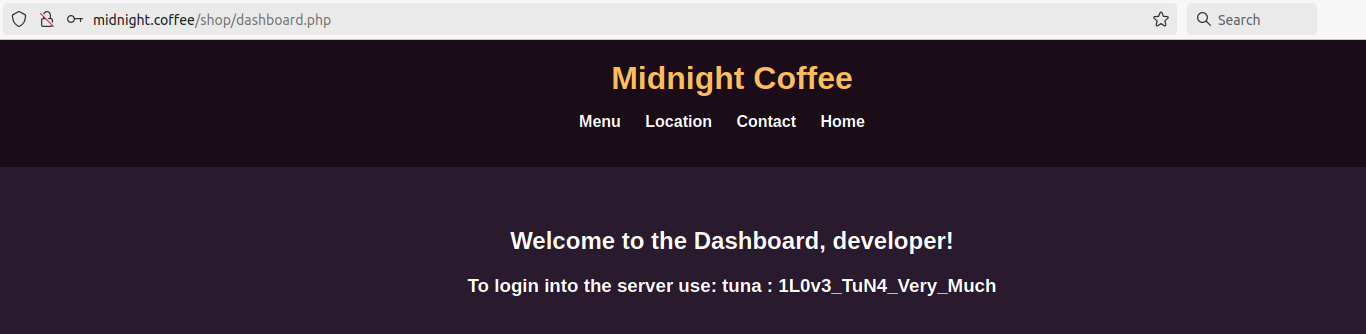 midnight.coffee/shop/dashboard.php
Search
Midnight Coffee
Menu Location Contact Home
Welcome to the Dashboard, developer!
To login into the server use: tuna : 1L0v3_TuN4_Very_Much